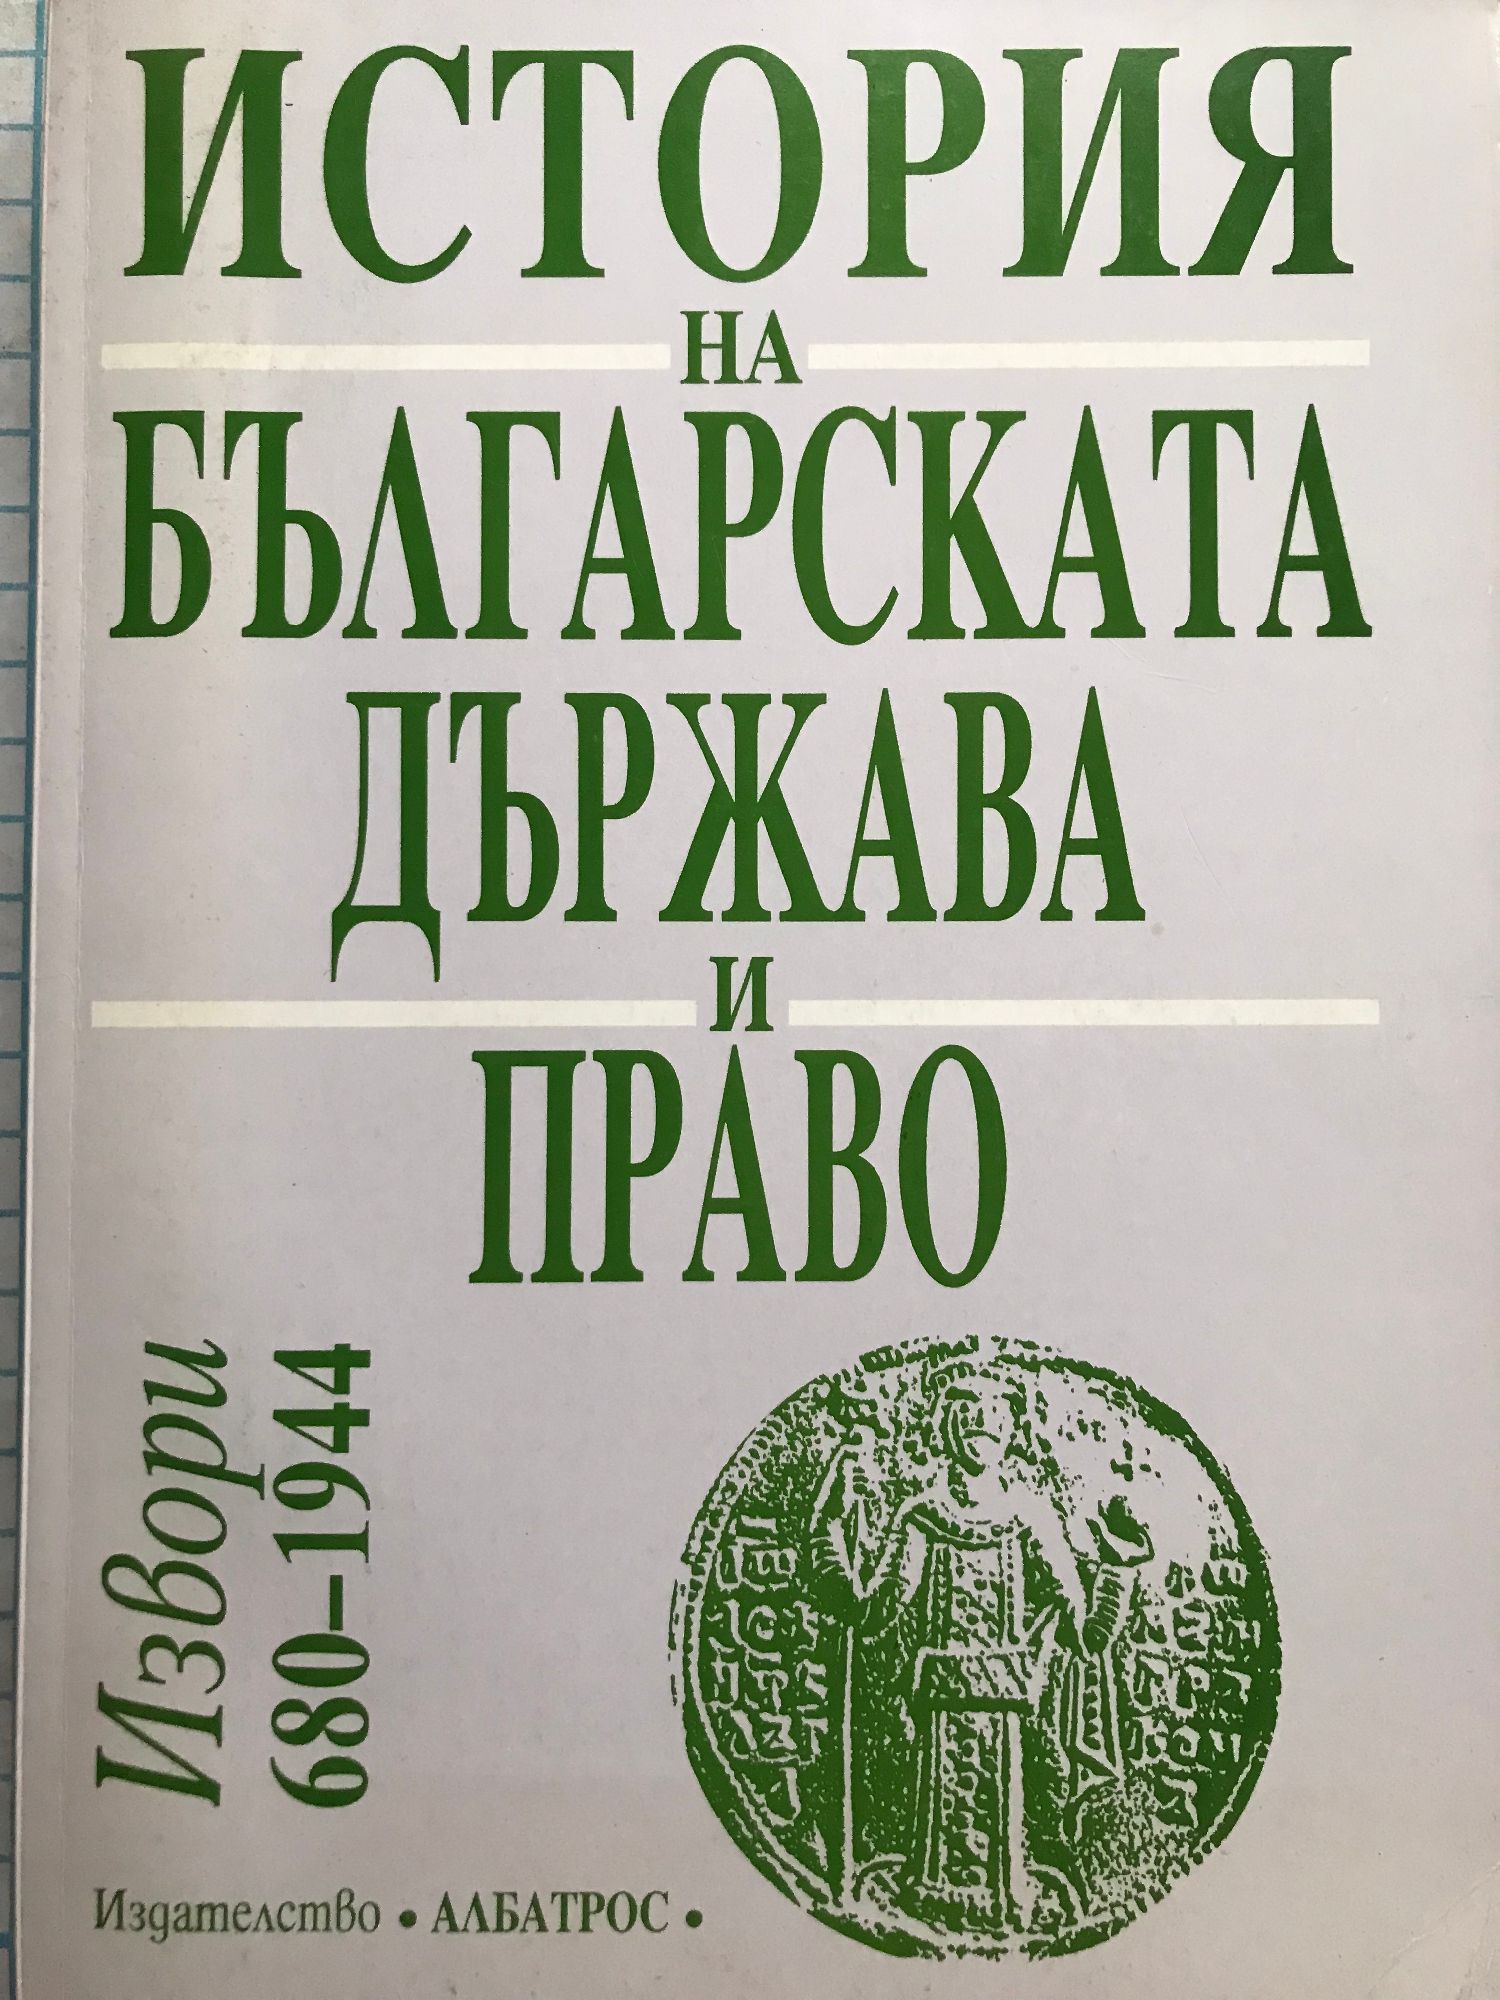 ИСТОРИЯ
НА
БЪЛГАРСКАТА
ДЪРЖАВА
И
ПРАВО
Извори
680–1944
Издателство • АЛБАТРОС •